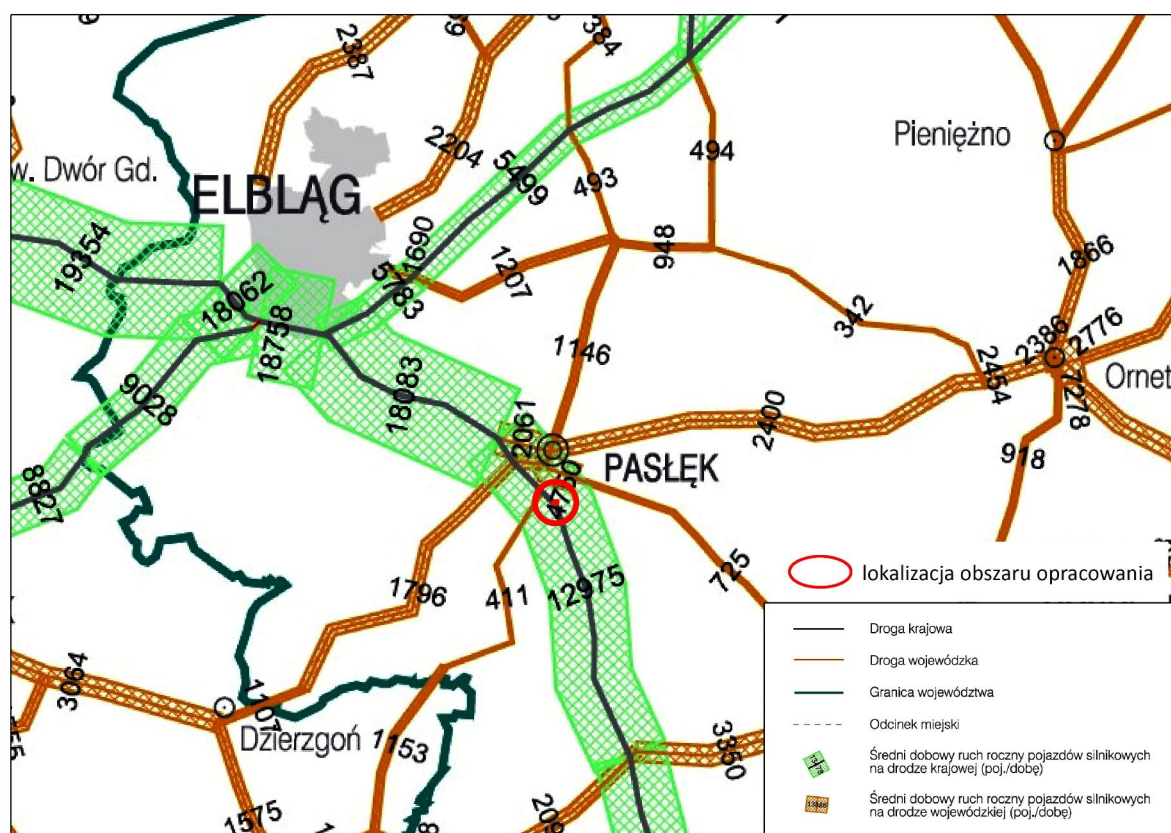 2387
384
2204
494
Pieniężno
w. Dwór Gd.
ELBLĄG
5499
493
19354
1690
5783
1207
948
1866
18062
18758
342
2386
2776
1146
2454
Ornet
7278
9028
18083
2061
2400
918
8827
4750
PASŁĘK
1796
411
12975
725
lokalizacja obszaru opracowania
3064
1107
Dzierzgoń
1153
3350
1575
Droga krajowa
Droga wojewódzka
Granica województwa
Odcinek miejski
Średni dobowy ruch roczny pojazdów silnikowych
na drodze krajowej (poj./dobę)
Średni dobowy ruch roczny pojazdów silnikowych
na drodze wojewódzkiej (poj./dobę)